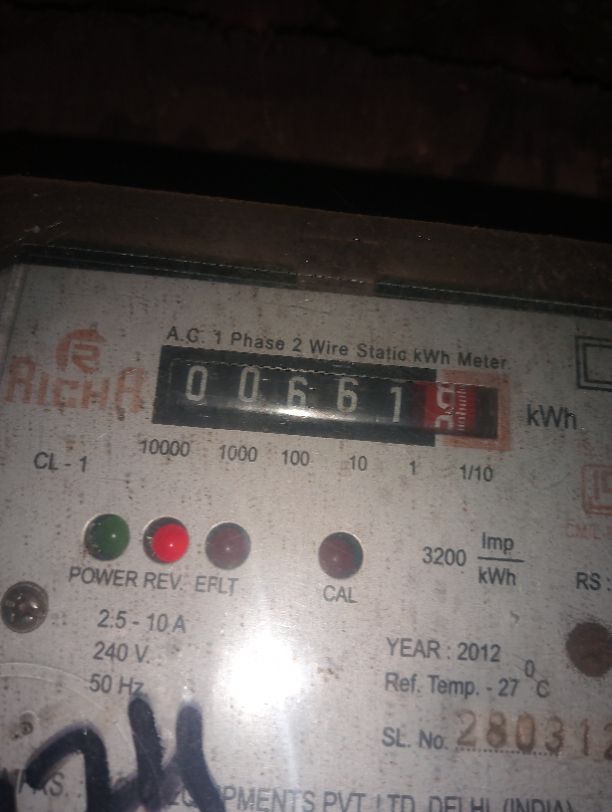 A.C. 1 Phase 2 Wire Static kWh Meter.
RICHA
0 0 6 6 1
kWh
10000 1000 100 10 1 1/10
CL - 1
3200 Imp/kWh
POWER REV. EFLT
CAL
RS :
2.5 - 10 A
240 V.
50 Hz
YEAR : 2012
Ref. Temp. - 27 °C
SL. No. 280312
PVT. LTD. DELHI (INDIA)